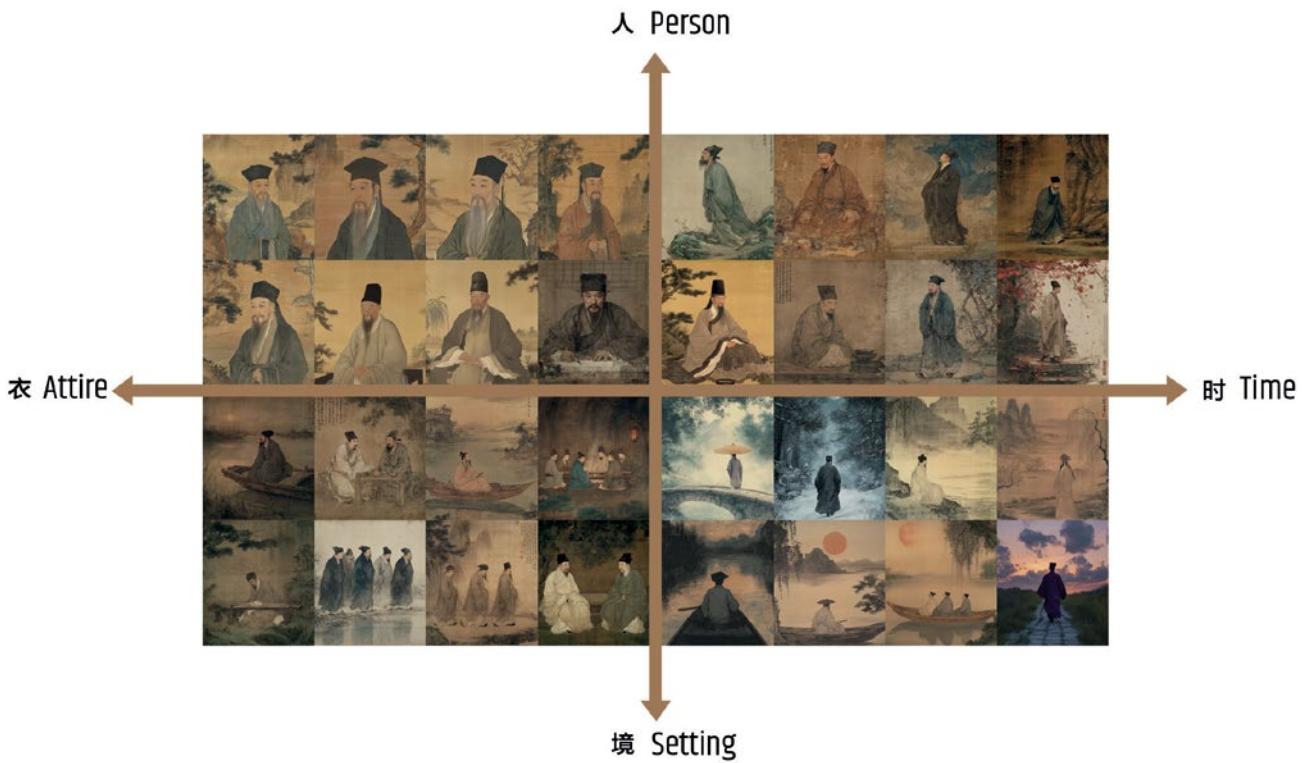 人 Person
衣 Attire
时 Time
境 Setting